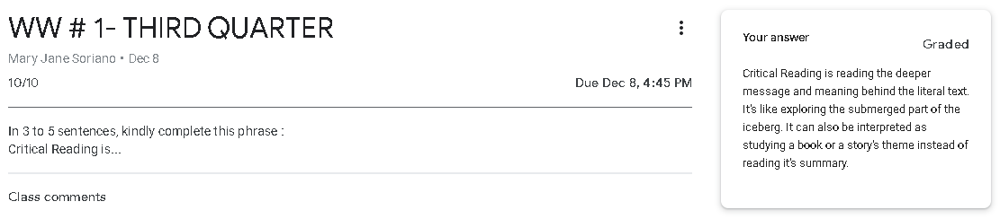 WW # 1- THIRD QUARTER
Mary Jane Soriano • Dec 8
10/10
Due Dec 8, 4:45 PM
In 3 to 5 sentences, kindly complete this phrase :
Critical Reading is...
Class comments
Your answer
Graded
Critical Reading is reading the deeper
message and meaning behind the literal text.
It's like exploring the submerged part of the
iceberg. It can also be interpreted as
studying a book or a story's theme instead of
reading it's summary.